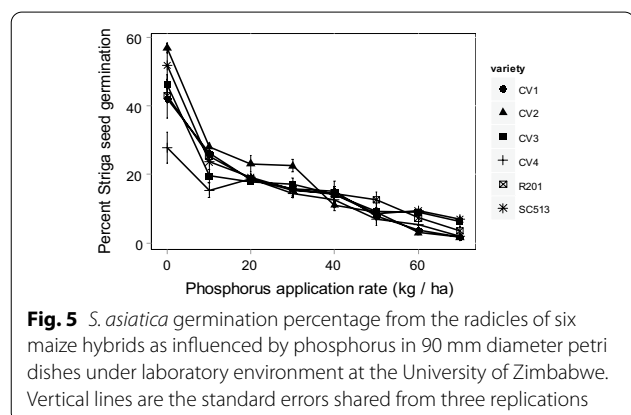 60
40
20
0
Percent Striga seed germination
0 20 40 60
Phosphorus application rate (kg / ha)
variety
CV1
CV2
CV3
CV4
R201
SC513
Fig. 5 S. asiatica germination percentage from the radicles of six
maize hybrids as influenced by phosphorus in 90 mm diameter petri
dishes under laboratory environment at the University of Zimbabwe.
Vertical lines are the standard errors shared from three replications